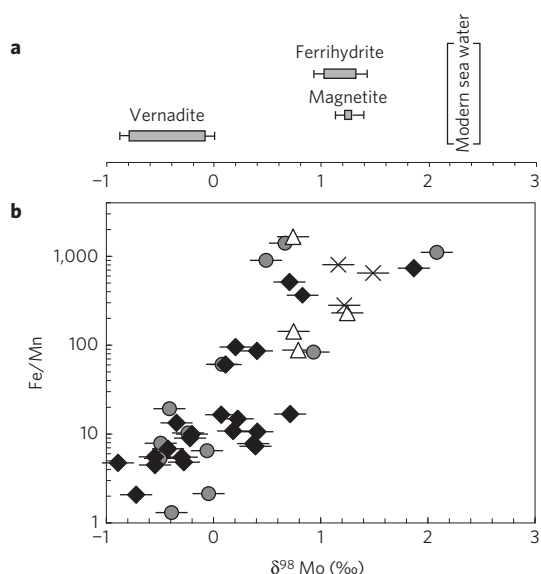 a
Ferrihydrite
Magnetite
Vernadite
Modern sea water
−1 0 1 2 3
b
Fe/Mn
1,000
100
10
1
−1 0 1 2 3
δ98 Mo (‰)